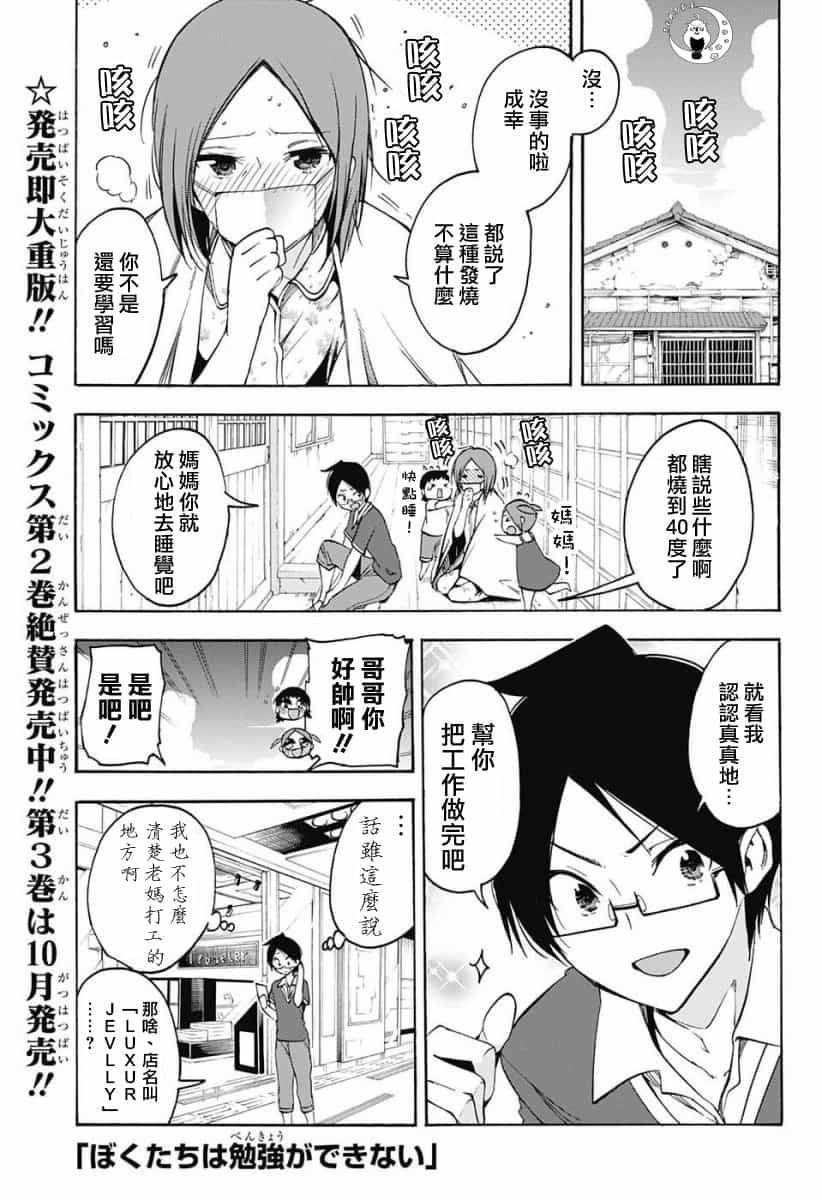 咳咳
咳咳
沒…
沒事的啦
成幸
都說了
這種發燒
不算什麼
咳咳
咳咳
咳咳
咳咳
你不是
還要學習嗎
瞎說些什麼啊
都燒到40度了
咳咳
咳咳
媽媽！
快點睡！
媽媽你就
放心地去睡覺吧
就看我
認認真真地…
幫你
把工作做完吧
哥哥你
好帥啊!!
是吧
是吧！
…
話雖這麼說
我也不怎麼
清楚老媽打工的
地方啊
那啥、店名叫
「LUXUR
JEVLLY」
……?
☆発売即大重版!! コミックス第2巻絶賛発売中!!第3巻は10月発売!!
はつばいそくだいじゅうはん だい かんぜっさんはつばいちゅう だい かん がつはつばい
べんきょう
「ぼくたちは勉強ができない」